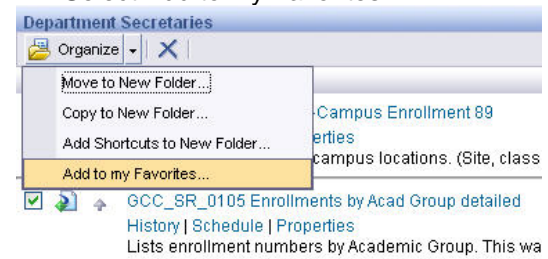 Department Secretaries
Organize
Move to New Folder...
Copy to New Folder...
-Campus Enrollment 89
Add Shortcuts to New Folder...
erties
campus locations. (Site, class
Add to my Favorites...
GCC_SR_0105 Enrollments by Acad Group detailed
History | Schedule | Properties
Lists enrollment numbers by Academic Group. This wa